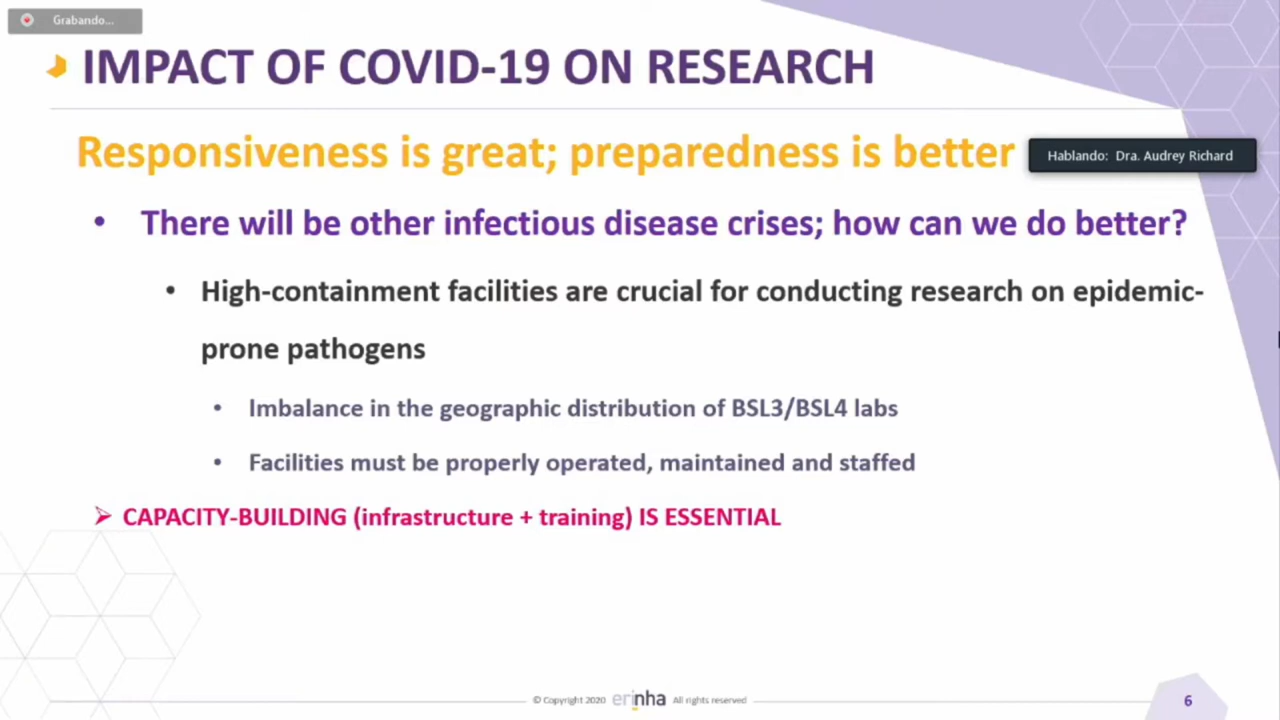 Grabando...
IMPACT OF COVID-19 ON RESEARCH
Responsiveness is great; preparedness is better
Hablando: Dra. Audrey Richard
• There will be other infectious disease crises; how can we do better?
• High-containment facilities are crucial for conducting research on epidemic-
prone pathogens
• Imbalance in the geographic distribution of BSL3/BSL4 labs
• Facilities must be properly operated, maintained and staffed
➢ CAPACITY-BUILDING (infrastructure + training) IS ESSENTIAL
© Copyright 2020 erinha All rights reserved
6